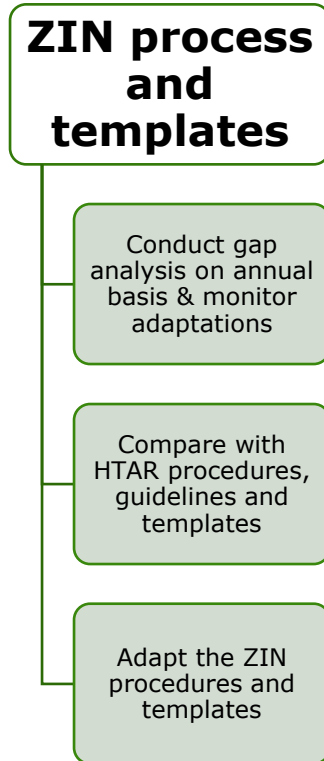 ZIN process
and
templates
Conduct gap
analysis on annual
basis & monitor
adaptations
Compare with
HTAR procedures,
guidelines and
templates
Adapt the ZIN
procedures and
templates